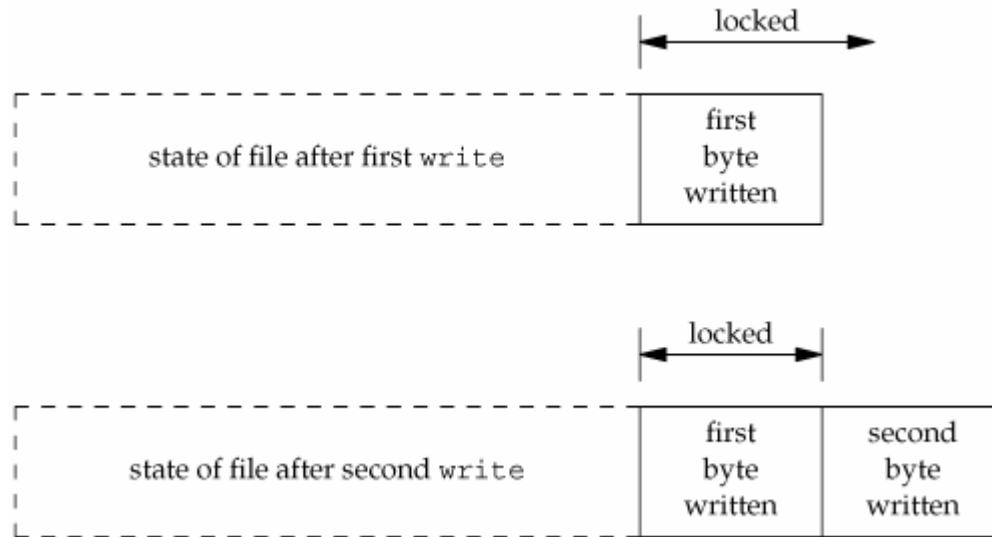 locked
state of file after first write
first
byte
written
locked
state of file after second write
first
byte
written
second
byte
written